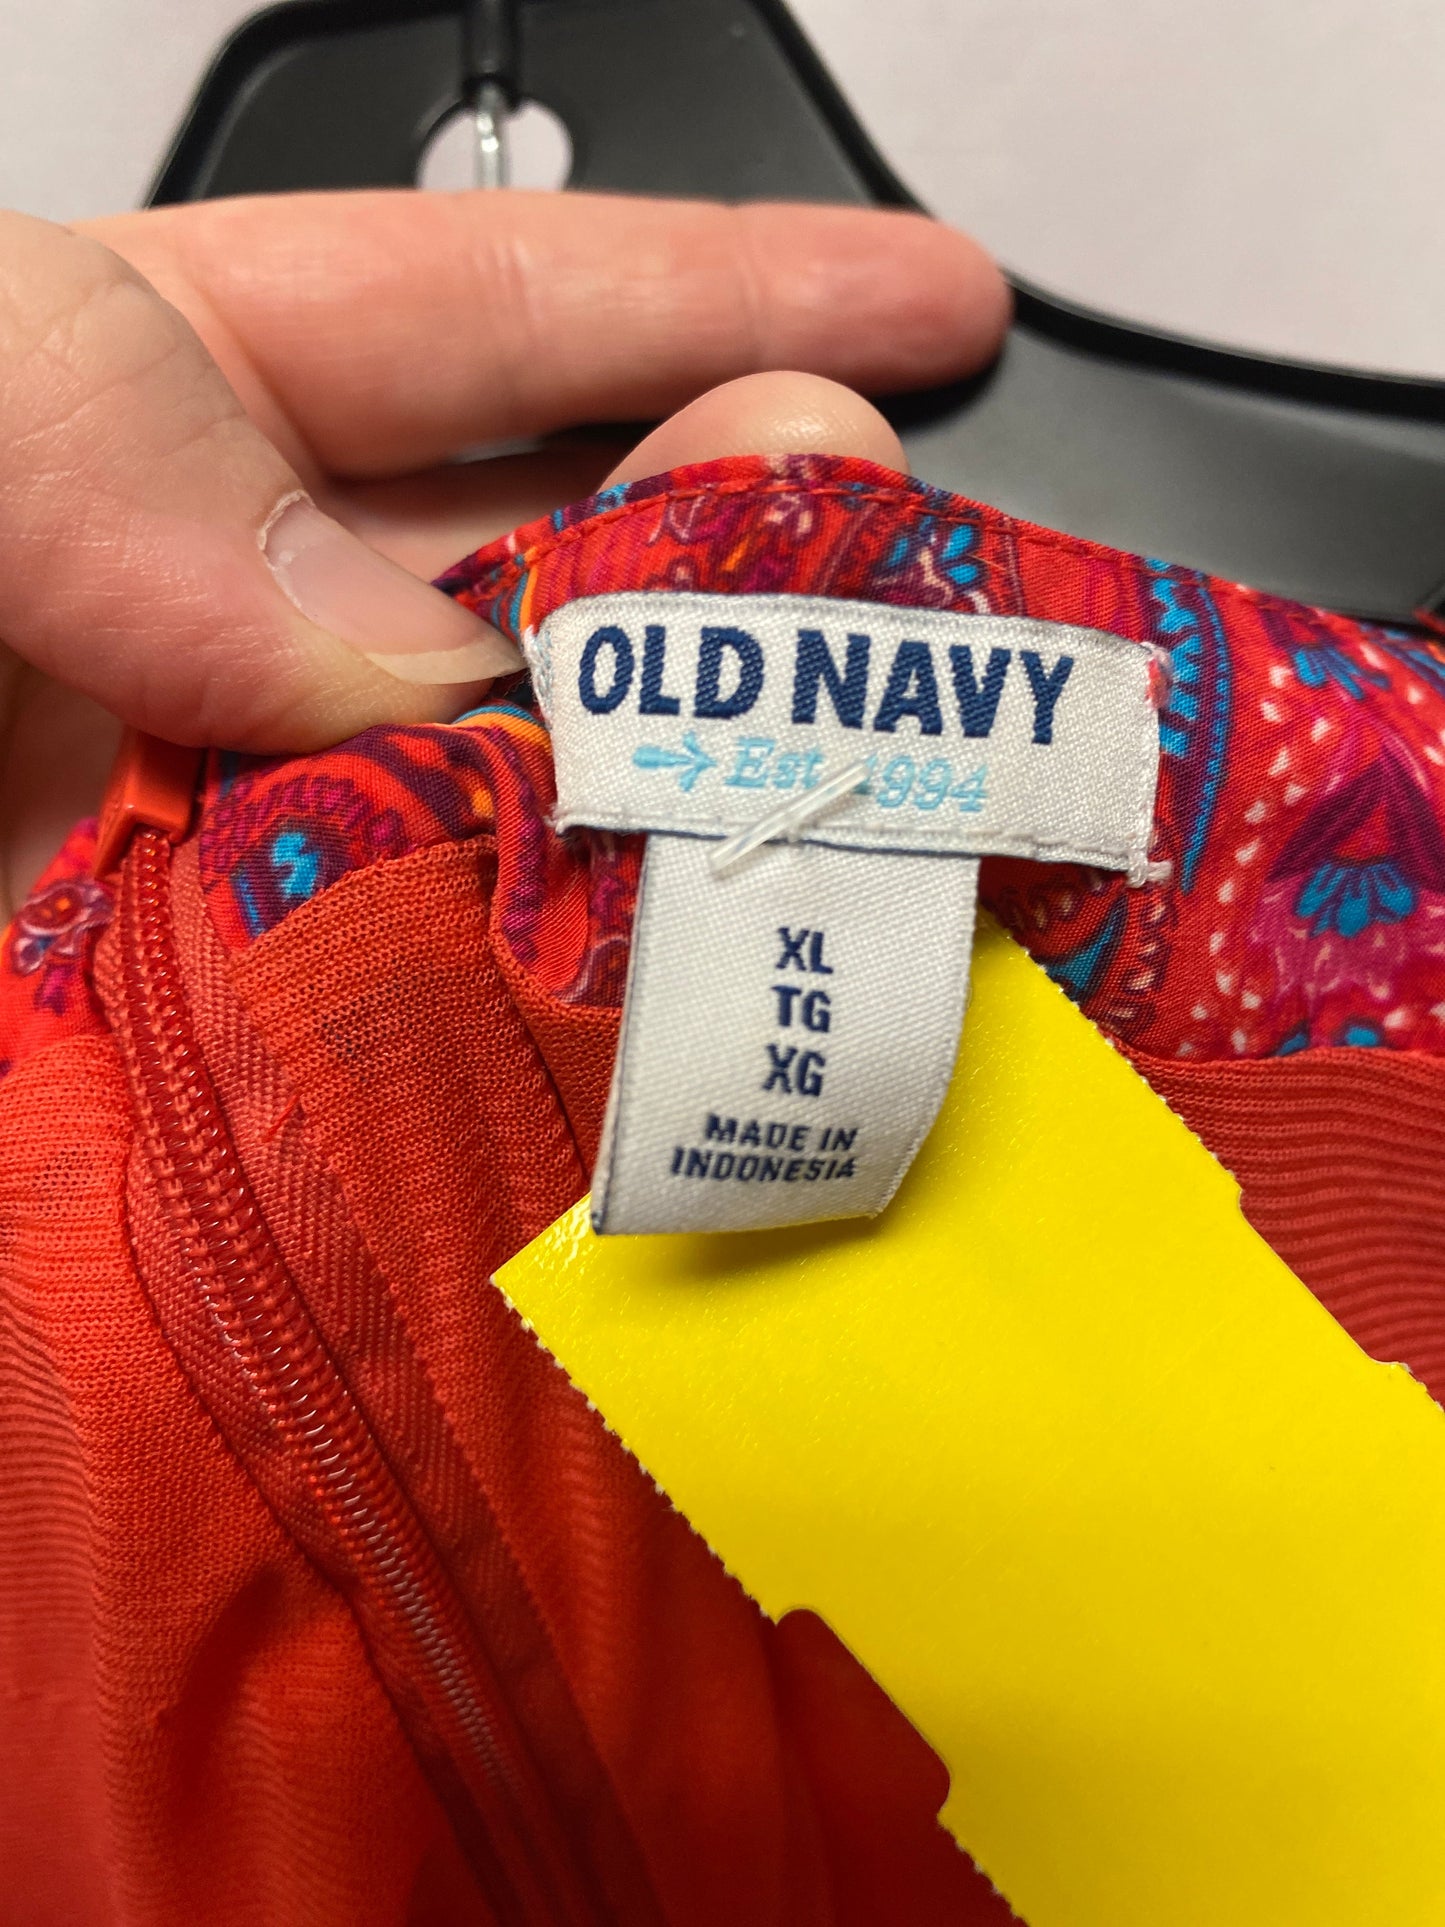 OLD NAVY
Est. 1994
XL
TG
XG
MADE IN
INDONESIA